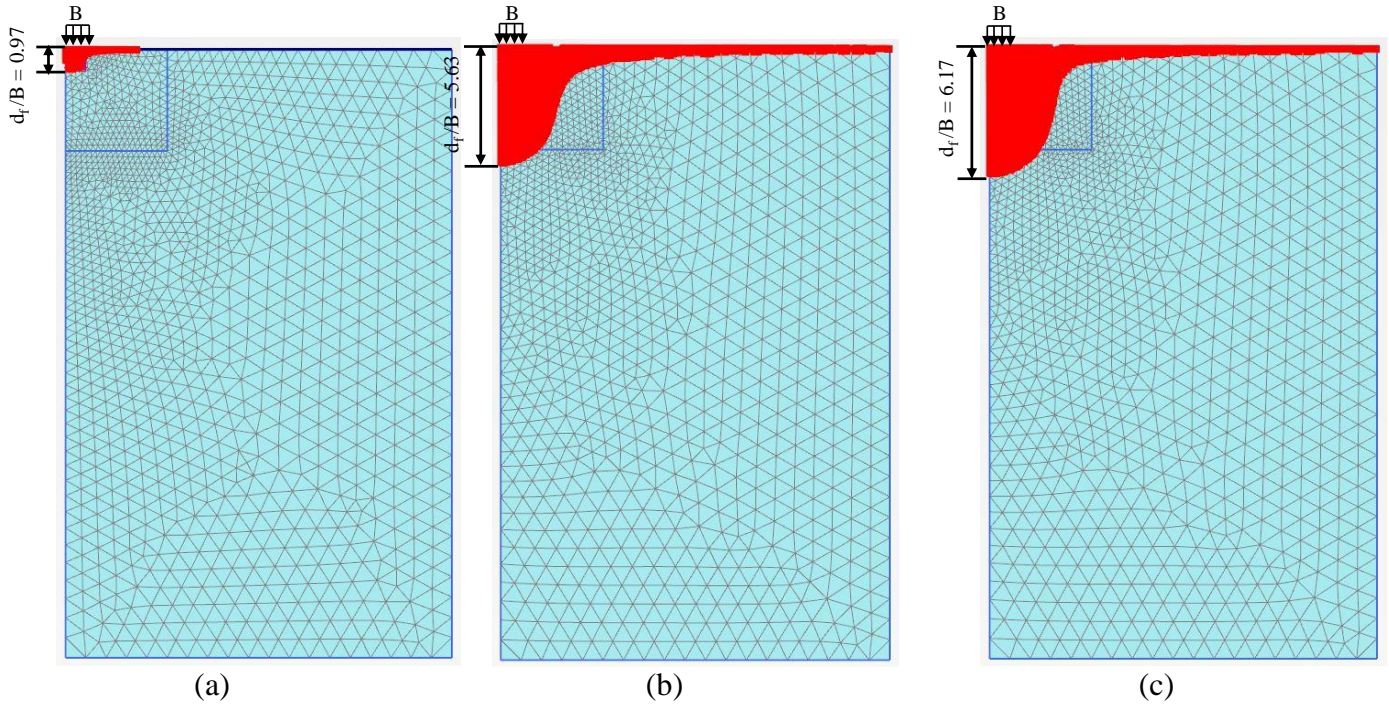 B
d_f/B = 0.97
(a)
B
d_f/B = 5.63
(b)
B
d_f/B = 6.17
(c)